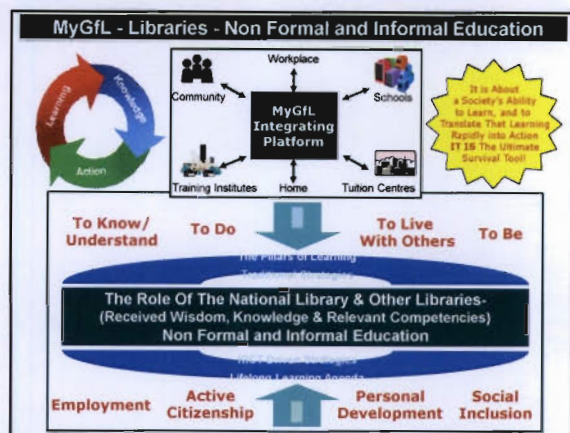 MyGfL - Libraries - Non Formal and Informal Education
Learning
Knowledge
Action
Workplace
Community
Schools
MyGfL
Integrating
Platform
Training Institutes
Home
Tuition Centres
It is About
a Society's Ability
to Learn, and to
Translate That Learning
Rapidly into Action
IT IS The Ultimate
Survival Tool!
To Know/
Understand
To Do
To Live
With Others
To Be
The Pillars of Learning
Traditional Strategies
The Role Of The National Library & Other Libraries-
(Received Wisdom, Knowledge & Relevant Competencies)
Non Formal and Informal Education
Driven Strategies
Lifelong Learning Agenda
Employment
Active
Citizenship
Personal
Development
Social
Inclusion